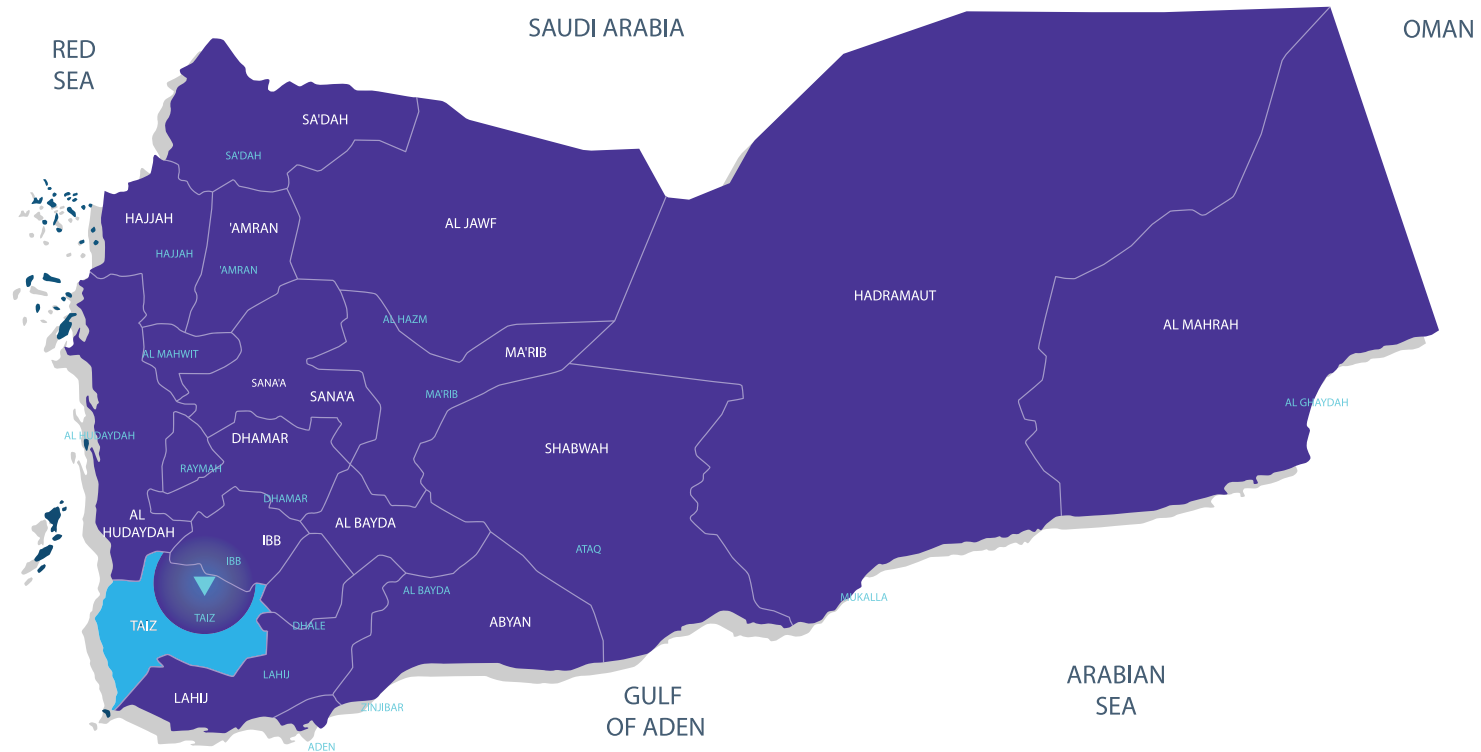 SAUDI ARABIA
OMAN
RED
SEA
SA'DAH
SA'DAH
HAJJAH
'AMRAN
AL JAWF
HAJJAH
'AMRAN
HADRAMAUT
AL HAZM
AL MAHRAH
AL MAHWIT
MA'RIB
SANA'A
SANA'A
MA'RIB
AL GHAYDAH
AL HUDAYDAH
DHAMAR
SHABWAH
RAYMAH
DHAMAR
AL
HUDAYDAH
AL BAYDA
IBB
IBB
ATAQ
AL BAYDA
MUKALLA
TAIZ
TAIZ
DHALE
ABYAN
LAHIJ
LAHIJ
ARABIAN
SEA
GULF
OF ADEN
ZINJIBAR
ADEN